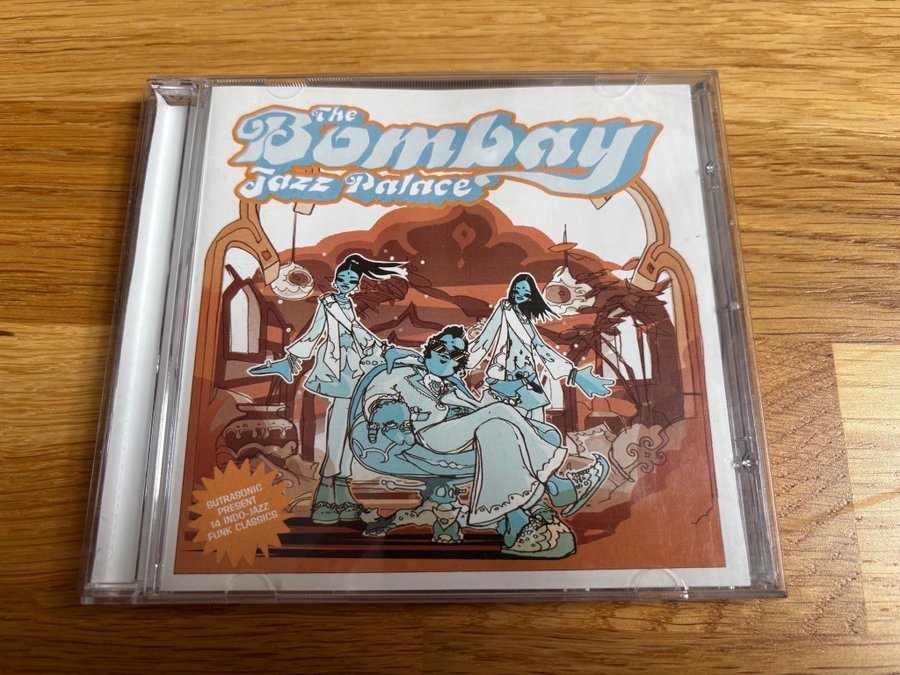 The
Bombay
Jazz Palace
SUTRASONIC
PRESENT
14 INDO-JAZZ
FUNK CLASSICS